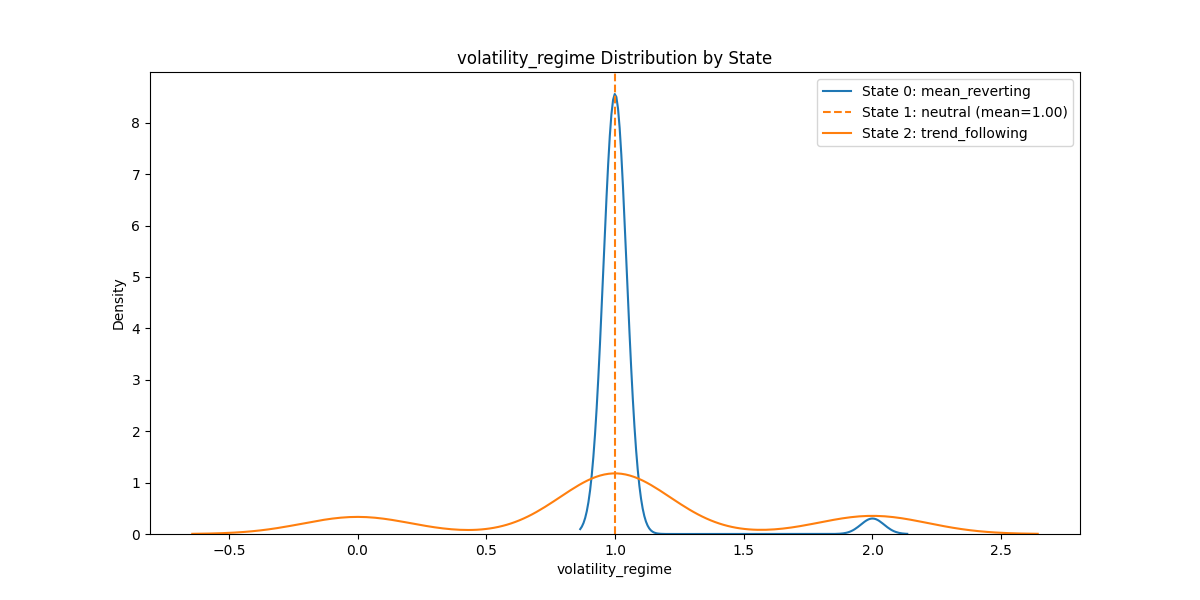 volatility_regime Distribution by State
State 0: mean_reverting
State 1: neutral (mean=1.00)
State 2: trend_following
Density
8
7
6
5
4
3
2
1
0
−0.5
0.0
0.5
1.0
1.5
2.0
2.5
volatility_regime